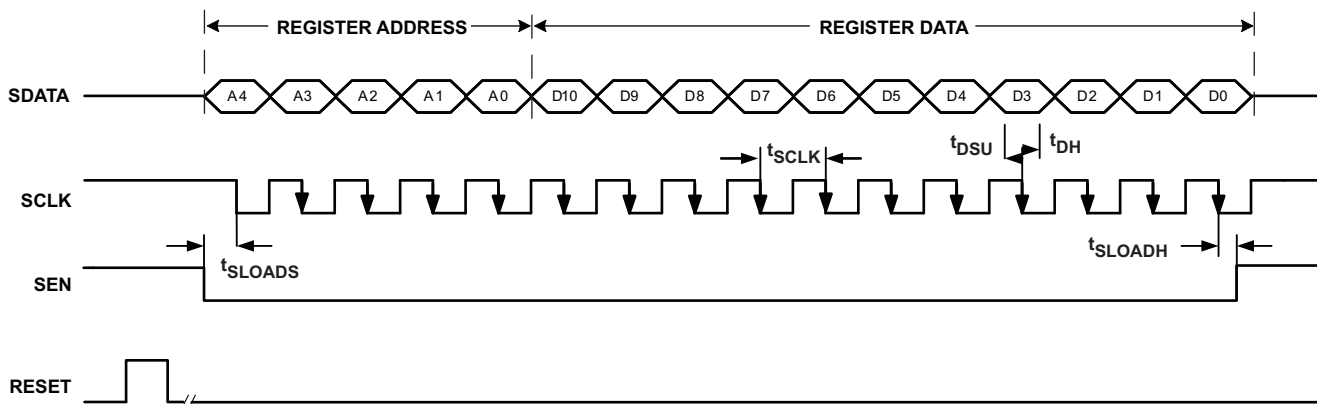 REGISTER ADDRESS REGISTER DATA
SDATA A4 A3 A2 A1 A0 D10 D9 D8 D7 D6 D5 D4 D3 D2 D1 D0
tSCLK tDSU tDH
SCLK
tSLOADS tSLOADH
SEN
RESET